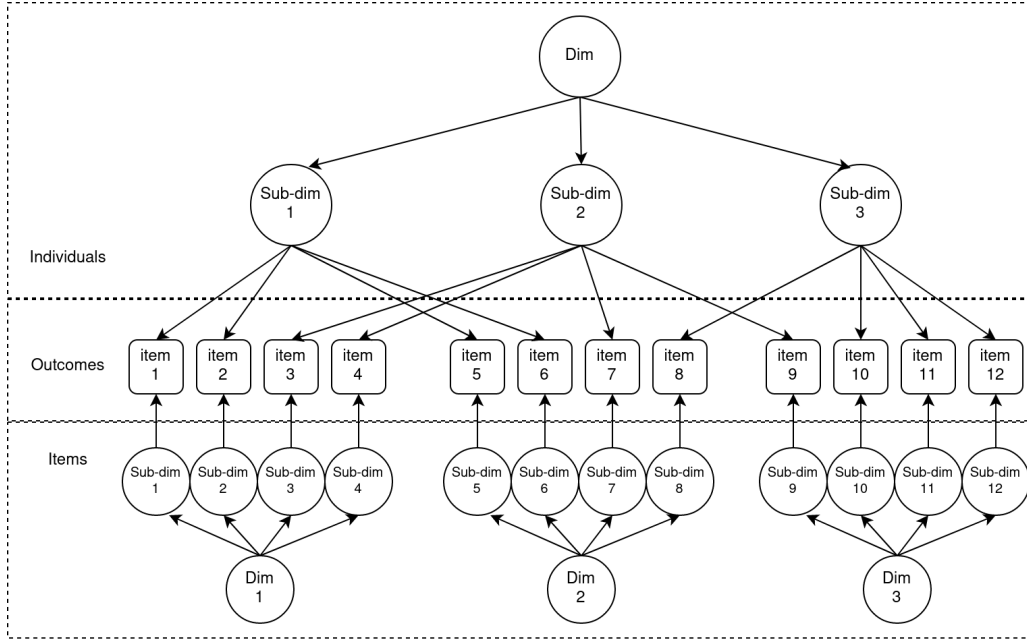 Dim
Sub-dim
1
Sub-dim
2
Sub-dim
3
Individuals
Outcomes
item
1
item
2
item
3
item
4
item
5
item
6
item
7
item
8
item
9
item
10
item
11
item
12
Items
Sub-dim
1
Sub-dim
2
Sub-dim
3
Sub-dim
4
Sub-dim
5
Sub-dim
6
Sub-dim
7
Sub-dim
8
Sub-dim
9
Sub-dim
10
Sub-dim
11
Sub-dim
12
Dim
1
Dim
2
Dim
3